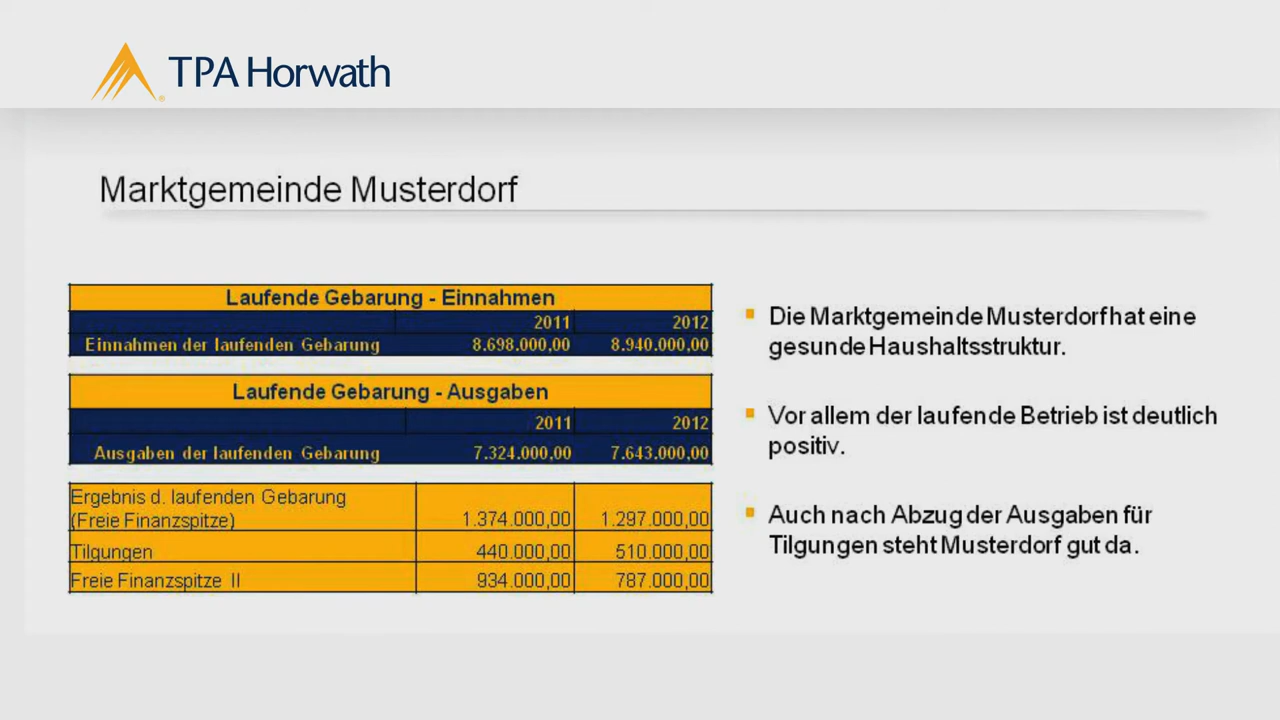 TPA Horwath
Marktgemeinde Musterdorf
Laufende Gebarung - Einnahmen
2011 2012
Einnahmen der laufenden Gebarung 8.698.000,00 8.940.000,00
Laufende Gebarung - Ausgaben
2011 2012
Ausgaben der laufenden Gebarung 7.324.000,00 7.643.000,00
Ergebnis d. laufenden Gebarung
(Freie Finanzspitze) 1.374.000,00 1.297.000,00
Tilgungen 440.000,00 510.000,00
Freie Finanzspitze II 934.000,00 787.000,00
Die Marktgemeinde Musterdorf hat eine
gesunde Haushaltsstruktur.
Vor allem der laufende Betrieb ist deutlich
positiv.
Auch nach Abzug der Ausgaben für
Tilgungen steht Musterdorf gut da.